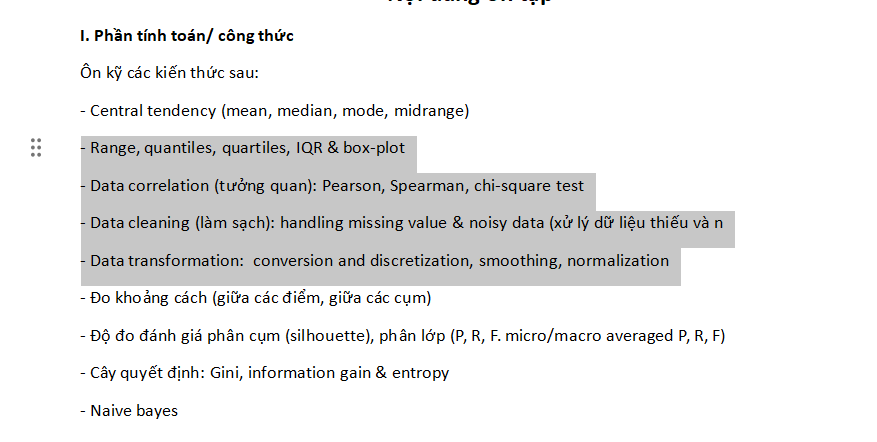 I. Phần tính toán/ công thức
Ôn kỹ các kiến thức sau:
- Central tendency (mean, median, mode, midrange)
- Range, quantiles, quartiles, IQR & box-plot
- Data correlation (tưởng quan): Pearson, Spearman, chi-square test
- Data cleaning (làm sạch): handling missing value & noisy data (xử lý dữ liệu thiếu và n
- Data transformation:  conversion and discretization, smoothing, normalization
- Đo khoảng cách (giữa các điểm, giữa các cụm)
- Độ đo đánh giá phân cụm (silhouette), phân lớp (P, R, F. micro/macro averaged P, R, F)
- Cây quyết định: Gini, information gain & entropy
- Naive bayes